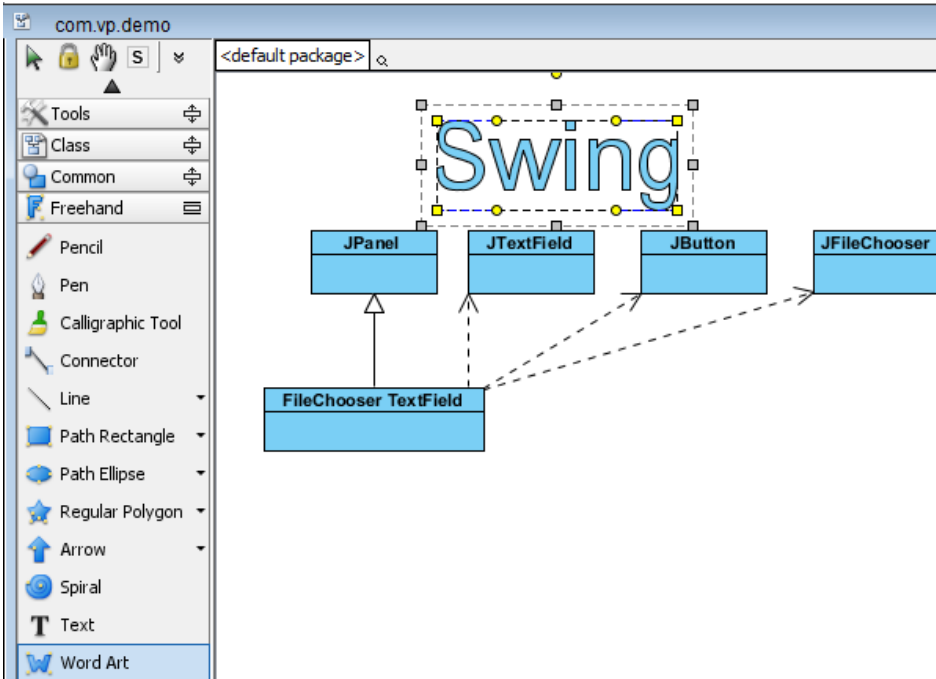 com.vp.demo
S
<default package>
Tools
Class
Common
Freehand
Pencil
Pen
Calligraphic Tool
Connector
Line
Path Rectangle
Path Ellipse
Regular Polygon
Arrow
Spiral
T Text
Word Art
Swing
JPanel JTextField JButton JFileChooser
FileChooser TextField